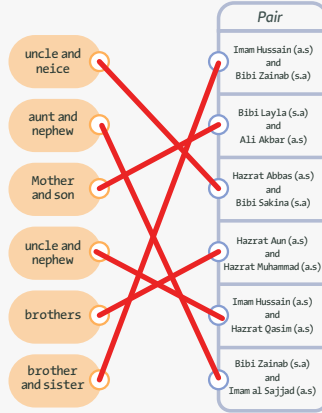 Pair
uncle and
neice
aunt and
nephew
Mother
and son
uncle and
nephew
brothers
brother
and sister
Imam Hussain (a.s)
and
Bibi Zainab (s.a)
Bibi Layla (s.a)
and
Ali Akbar (a.s)
Hazrat Abbas (a.s)
and
Bibi Sakina (s.a)
Hazrat Aun (a.s)
and
Hazrat Muhammad (a.s)
Imam Hussain (a.s)
and
Hazrat Qasim (a.s)
Bibi Zainab (s.a)
and
Imam al Sajjad (a.s)